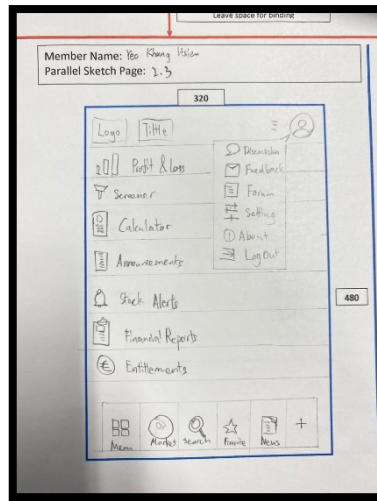 Leave space for binding
Member Name: Yeo Khang Hsien
Parallel Sketch Page: 2.3
320
Logo Tittle
Discussion
Profit & Loss
Feedback
Screener
Forum
Setting
Calculator
About
Announcements
Log Out
Stock Alerts
480
Financial Reports
Entitlements
Menu Market Search Favorite News +